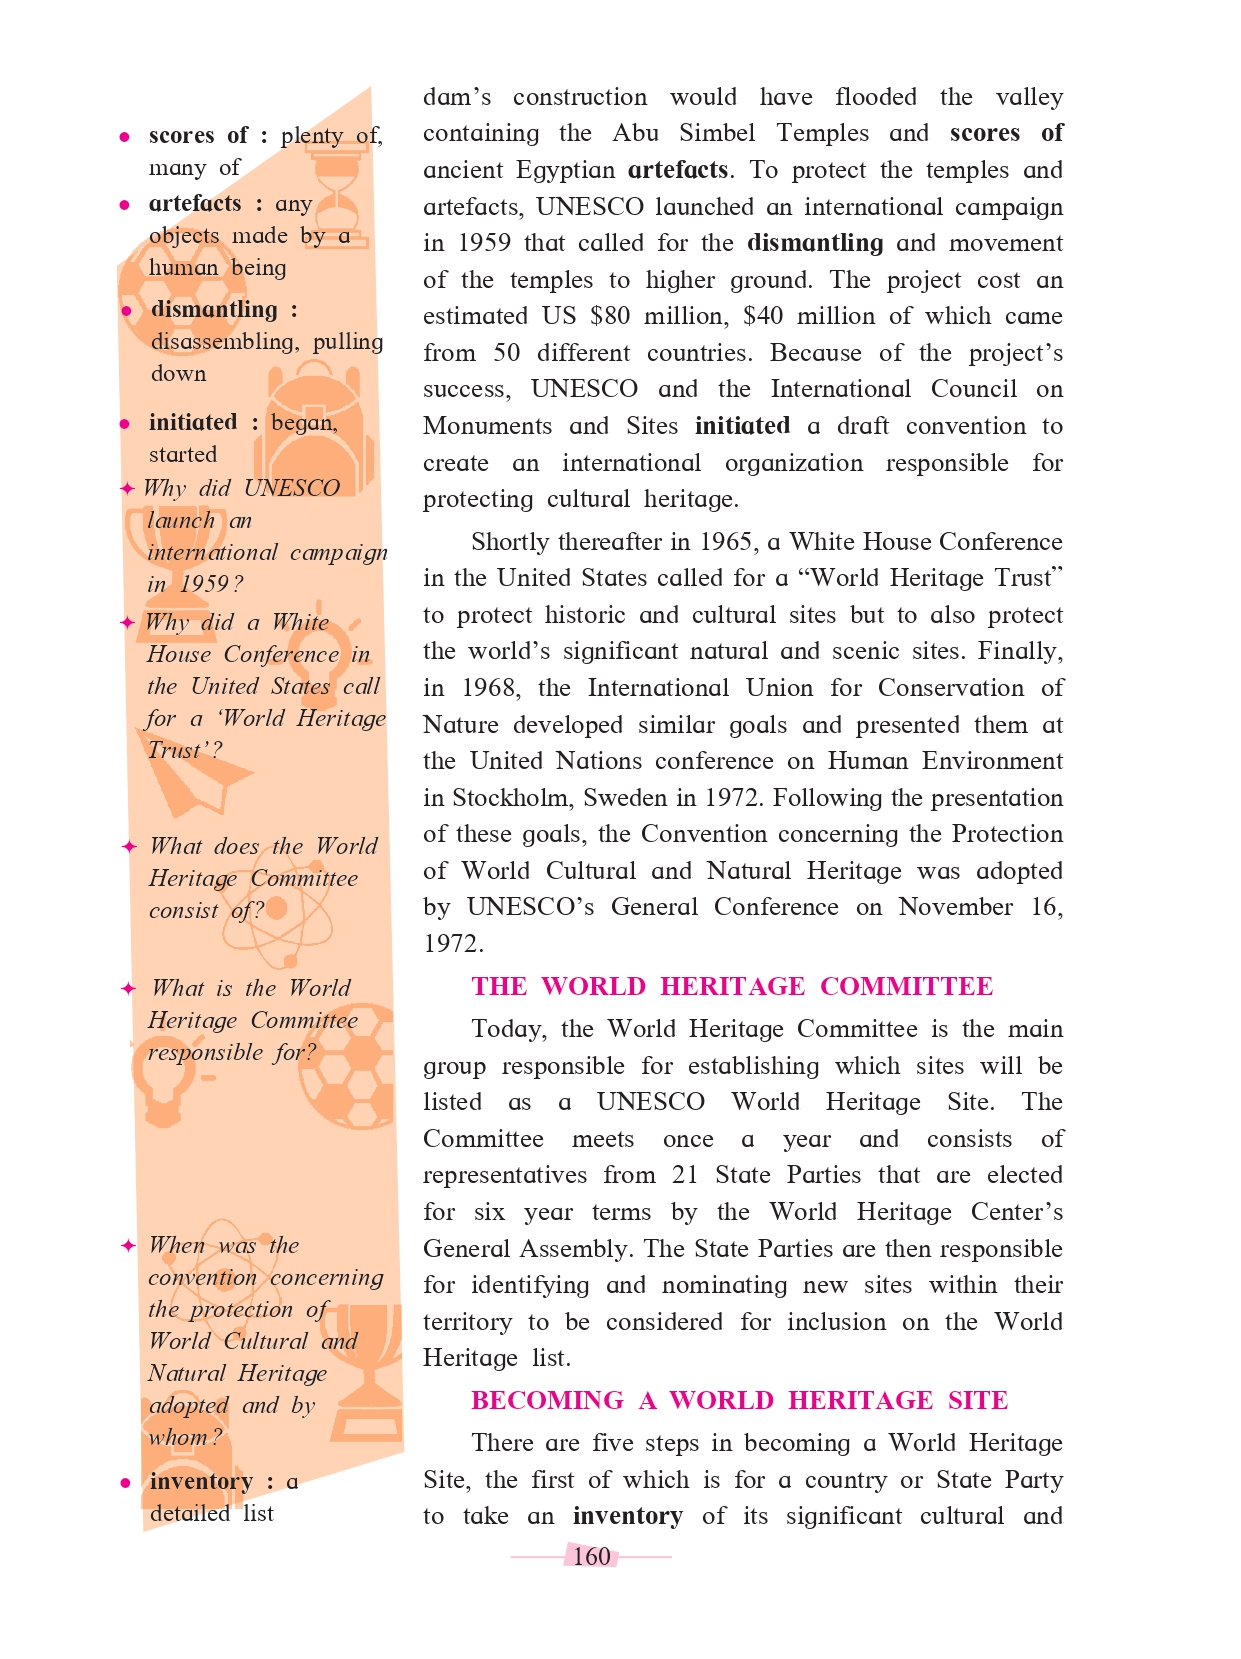 ● scores of : plenty of,
many of
● artefacts : any
objects made by a
human being
● dismantling :
disassembling, pulling
down
● initiated : began,
started
✦ Why did UNESCO
launch an
international campaign
in 1959?
✦ Why did a White
House Conference in
the United States call
for a ‘World Heritage
Trust’?
✦ What does the World
Heritage Committee
consist of?
✦ What is the World
Heritage Committee
responsible for?
✦ When was the
convention concerning
the protection of
World Cultural and
Natural Heritage
adopted and by
whom?
● inventory : a
detailed list
dam’s construction would have flooded the valley
containing the Abu Simbel Temples and scores of
ancient Egyptian artefacts. To protect the temples and
artefacts, UNESCO launched an international campaign
in 1959 that called for the dismantling and movement
of the temples to higher ground. The project cost an
estimated US $80 million, $40 million of which came
from 50 different countries. Because of the project’s
success, UNESCO and the International Council on
Monuments and Sites initiated a draft convention to
create an international organization responsible for
protecting cultural heritage.
Shortly thereafter in 1965, a White House Conference
in the United States called for a “World Heritage Trust”
to protect historic and cultural sites but to also protect
the world’s significant natural and scenic sites. Finally,
in 1968, the International Union for Conservation of
Nature developed similar goals and presented them at
the United Nations conference on Human Environment
in Stockholm, Sweden in 1972. Following the presentation
of these goals, the Convention concerning the Protection
of World Cultural and Natural Heritage was adopted
by UNESCO’s General Conference on November 16,
1972.
THE WORLD HERITAGE COMMITTEE
Today, the World Heritage Committee is the main
group responsible for establishing which sites will be
listed as a UNESCO World Heritage Site. The
Committee meets once a year and consists of
representatives from 21 State Parties that are elected
for six year terms by the World Heritage Center’s
General Assembly. The State Parties are then responsible
for identifying and nominating new sites within their
territory to be considered for inclusion on the World
Heritage list.
BECOMING A WORLD HERITAGE SITE
There are five steps in becoming a World Heritage
Site, the first of which is for a country or State Party
to take an inventory of its significant cultural and
160